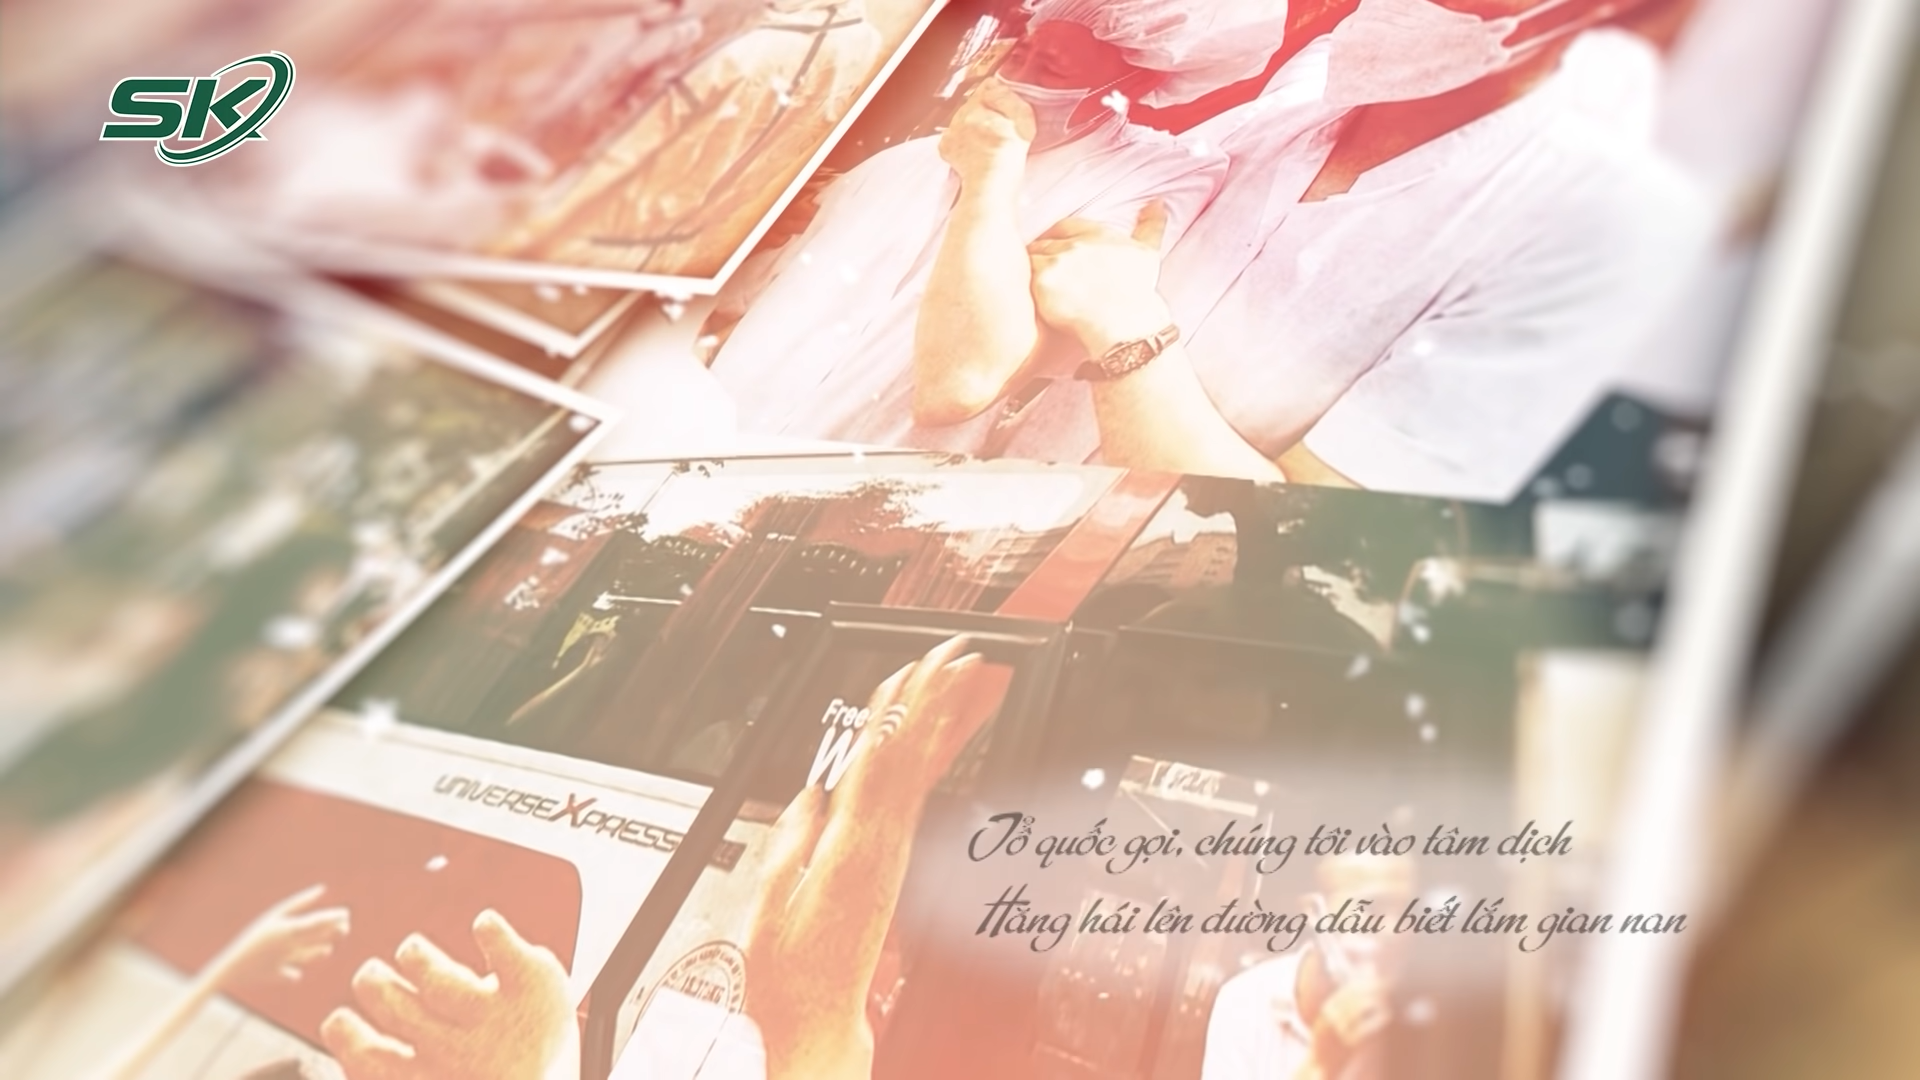 SK
Free
W
UNIVERSEXPRESS
Tổ quốc gọi, chúng tôi vào tâm dịch
Hăng hái lên đường dẫu biết lắm gian nan